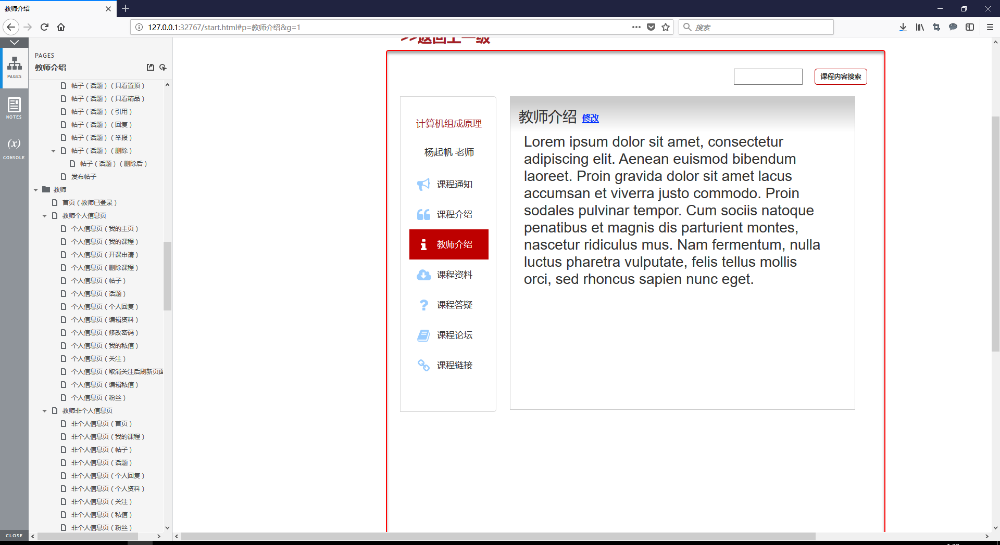 教师介绍
127.0.0.1:32767/start.html#p=教师介绍&g=1
搜索
PAGES
NOTES
(x)
CONSOLE
CLOSE
PAGES
教师介绍
帖子（话题）（只看置顶）
帖子（话题）（只看精品）
帖子（话题）（引用）
帖子（话题）（回复）
帖子（话题）（举报）
帖子（话题）（删除）
帖子（话题）（删除后）
发布帖子
教师
首页（教师已登录）
教师个人信息页
个人信息页（我的主页）
个人信息页（我的课程）
个人信息页（开课申请）
个人信息页（删除课程）
个人信息页（帖子）
个人信息页（话题）
个人信息页（个人回复）
个人信息页（编辑资料）
个人信息页（修改密码）
个人信息页（我的私信）
个人信息页（关注）
个人信息页（取消关注后刷新页面
个人信息页（编辑私信）
个人信息页（粉丝）
教师非个人信息页
非个人信息页（首页）
非个人信息页（我的课程）
非个人信息页（帖子）
非个人信息页（话题）
非个人信息页（个人回复）
非个人信息页（个人资料）
非个人信息页（关注）
非个人信息页（私信）
非个人信息页（粉丝）
>>返回上一级
课程内容搜索
计算机组成原理
杨起帆 老师
课程通知
课程介绍
教师介绍
课程资料
课程答疑
课程论坛
课程链接
教师介绍 修改
Lorem ipsum dolor sit amet, consectetur
adipiscing elit. Aenean euismod bibendum
laoreet. Proin gravida dolor sit amet lacus
accumsan et viverra justo commodo. Proin
sodales pulvinar tempor. Cum sociis natoque
penatibus et magnis dis parturient montes,
nascetur ridiculus mus. Nam fermentum, nulla
luctus pharetra vulputate, felis tellus mollis
orci, sed rhoncus sapien nunc eget.